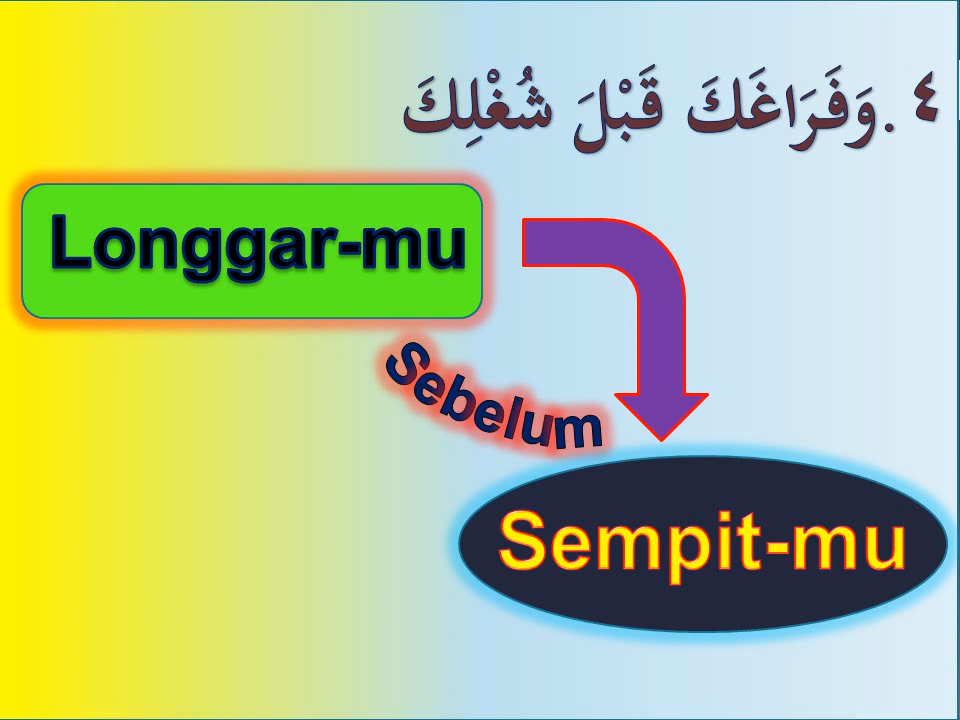 ٤ .وَفَرَاغَكَ قَبْلَ شُغْلِكَ
Longgar-mu
Sebelum
Sempit-mu